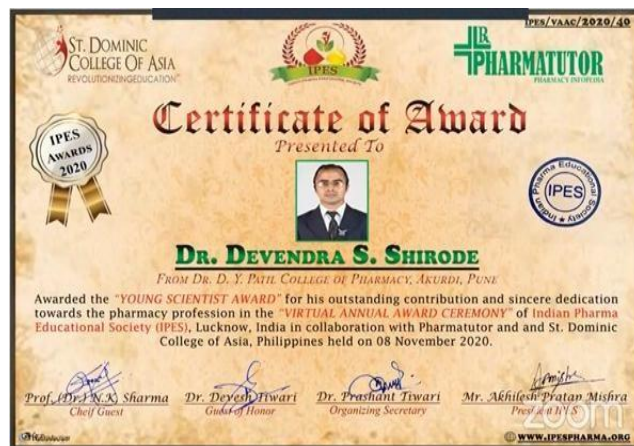 IPES/VAAC/2020/40
ST. DOMINIC
COLLEGE OF ASIA
REVOLUTIONIZINGEDUCATION
IPES
PHARMATUTOR
PHARMACY INFOPEDIA
Certificate of Award
Presented To
IPES
AWARDS
2020
Indian Pharma Educational Society
IPES
DR. DEVENDRA S. SHIRODE
FROM DR. D. Y. PATIL COLLEGE OF PHARMACY, AKURDI, PUNE
Awarded the "YOUNG SCIENTIST AWARD" for his outstanding contribution and sincere dedication
towards the pharmacy profession in the "VIRTUAL ANNUAL AWARD CEREMONY" of Indian Pharma
Educational Society (IPES), Lucknow, India in collaboration with Pharmatutor and and St. Dominic
College of Asia, Philippines held on 08 November 2020.
Prof.(Dr.) N.K. Sharma Dr. Devesh Tiwari Dr. Prashant Tiwari Mr. Akhilesh Pratan Mishra
Cheif Guest Guest of Honor Organizing Secretary President
zoom
WWW.IPESPHARMA.ORG